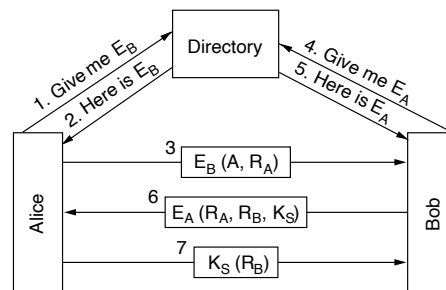 Directory
1. Give me E_B
2. Here is E_B
4. Give me E_A
5. Here is E_A
Alice
3
E_B (A, R_A)
6
E_A (R_A, R_B, K_S)
7
K_S (R_B)
Bob